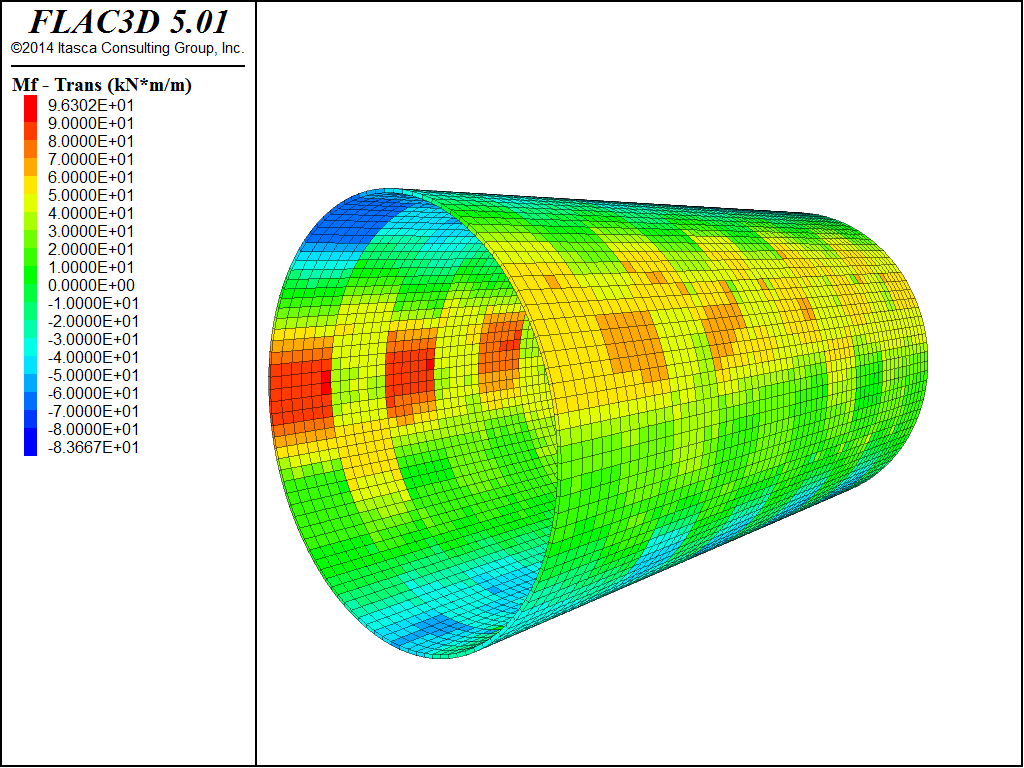 FLAC3D 5.01
©2014 Itasca Consulting Group, Inc.
Mf - Trans (kN*m/m)
9.6302E+01
9.0000E+01
8.0000E+01
7.0000E+01
6.0000E+01
5.0000E+01
4.0000E+01
3.0000E+01
2.0000E+01
1.0000E+01
0.0000E+00
-1.0000E+01
-2.0000E+01
-3.0000E+01
-4.0000E+01
-5.0000E+01
-6.0000E+01
-7.0000E+01
-8.0000E+01
-8.3667E+01